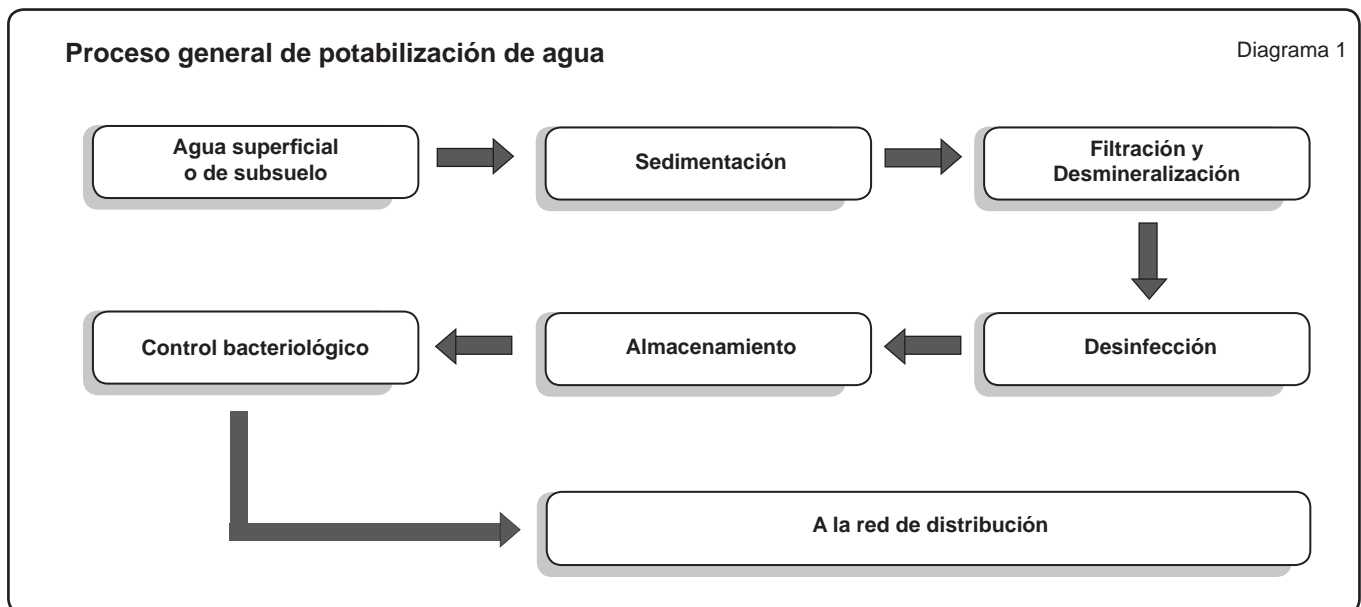 Proceso general de potabilización de agua
Diagrama 1
Agua superficial
o de subsuelo
Sedimentación
Filtración y
Desmineralización
Desinfección
Almacenamiento
Control bacteriológico
A la red de distribución